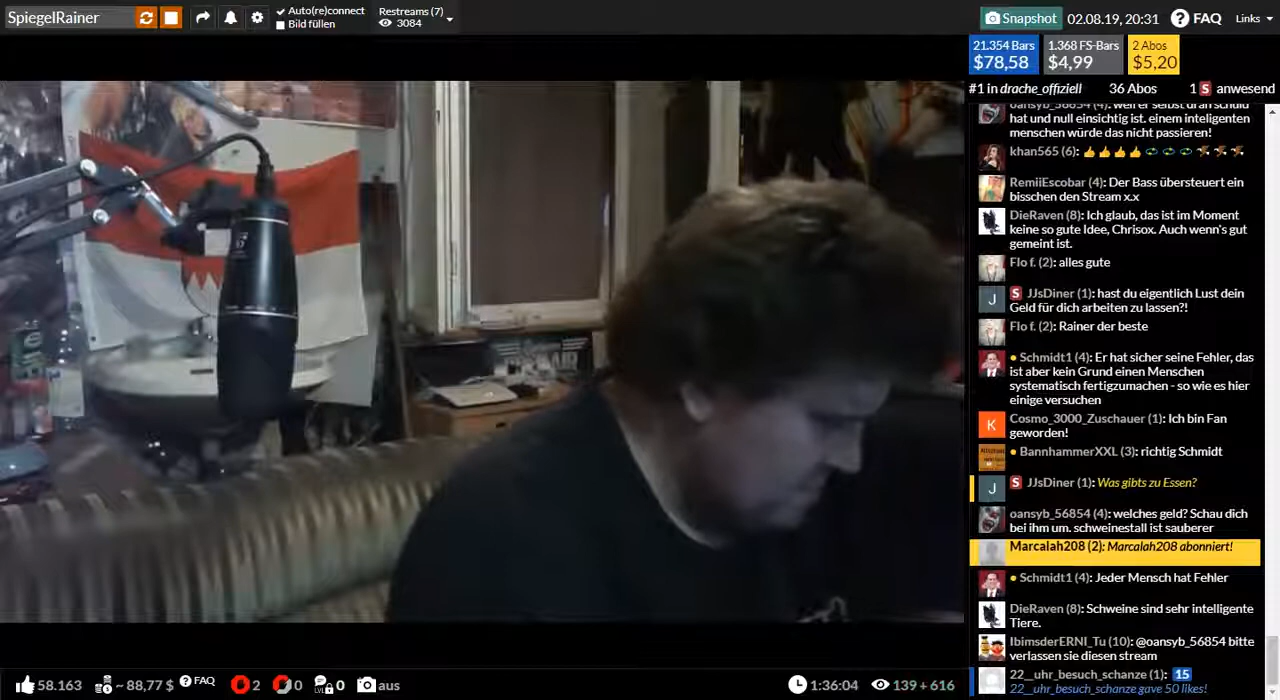 SpiegelRainer
Auto(re)connect
Bild füllen
Restreams (7)
3084
Snapshot
02.08.19, 20:31
FAQ
Links
21.354 Bars
$78,58
1.368 FS-Bars
$4,99
2 Abos
$5,20
#1 in drache_offiziell
36 Abos
1 S anwesend
oansyb_56854 (4): weil er selbst dran schuld
hat und null einsichtig ist. einem inteligenten
menschen würde das nicht passieren!
khan565 (6): 👍👍👍👍
RemiiEscobar (4): Der Bass übersteuert ein
bisschen den Stream x.x
DieRaven (8): Ich glaub, das ist im Moment
keine so gute Idee, Chrisox. Auch wenn's gut
gemeint ist.
Flo f. (2): alles gute
J
S JJsDiner (1): hast du eigentlich Lust dein
Geld für dich arbeiten zu lassen?!
Flo f. (2): Rainer der beste
Schmidt1 (4): Er hat sicher seine Fehler, das
ist aber kein Grund einen Menschen
systematisch fertigzumachen - so wie es hier
einige versuchen
K
Cosmo_3000_Zuschauer (1): Ich bin Fan
geworden!
BannhammerXXL (3): richtig Schmidt
J
S JJsDiner (1): Was gibts zu Essen?
oansyb_56854 (4): welches geld? Schau dich
bei ihm um. schweinestall ist sauberer
Marcalah208 (2): Marcalah208 abonniert!
Schmidt1 (4): Jeder Mensch hat Fehler
DieRaven (8): Schweine sind sehr intelligente
Tiere.
IbimsderERNI_Tu (10): @oansyb_56854 bitte
verlassen sie diesen stream
22__uhr_besuch_schanze (1): 15
22__uhr_besuch_schanze gave 50 likes!
58.163
~ 88,77 $
FAQ
2
0
LVL
0
aus
1:36:04
139 + 616